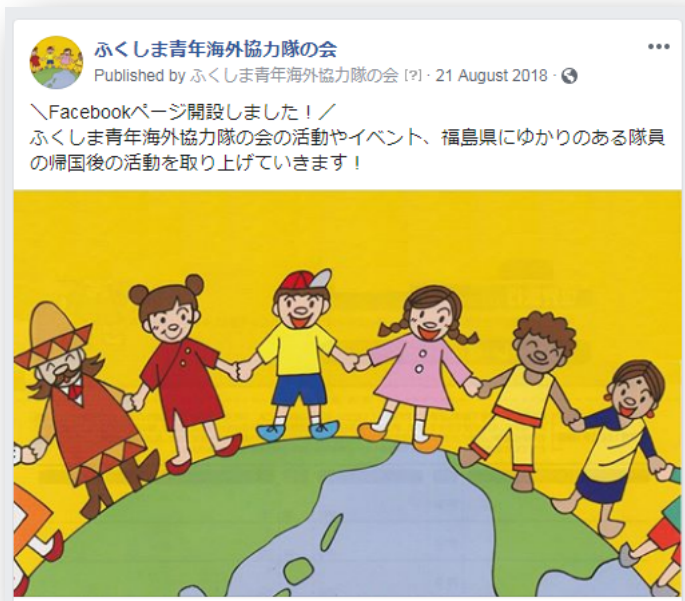 ふくしま青年海外協力隊の会
Published by ふくしま青年海外協力隊の会 [?] · 21 August 2018 ·
＼Facebookページ開設しました！／
ふくしま青年海外協力隊の会の活動やイベント、福島県にゆかりのある隊員
の帰国後の活動を取り上げていきます！